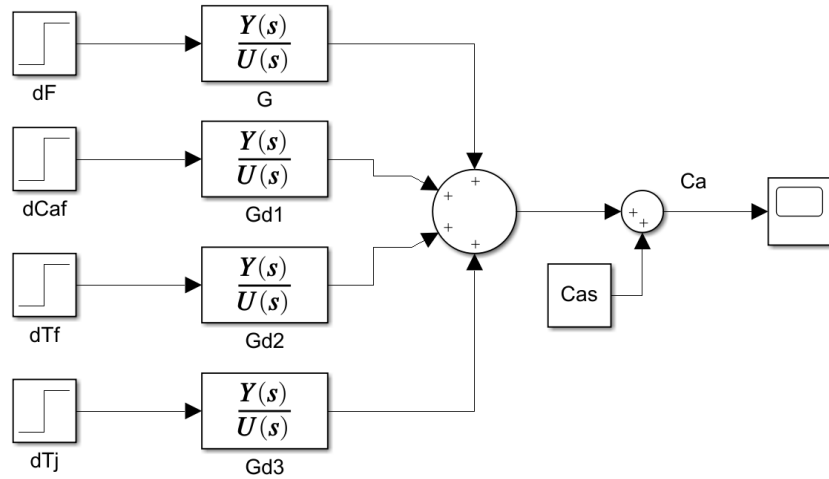 Y(s)
U(s)
dF
G
Y(s)
U(s)
dCaf
Gd1
+
+
+
+
+
+
Ca
Cas
Y(s)
U(s)
dTf
Gd2
Y(s)
U(s)
dTj
Gd3